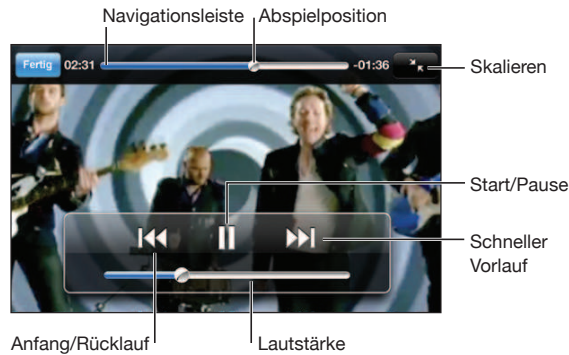 Navigationsleiste
Abspielposition
Fertig
02:31
-01:36
Skalieren
Start/Pause
Schneller
Vorlauf
Anfang/Rücklauf
Lautstärke